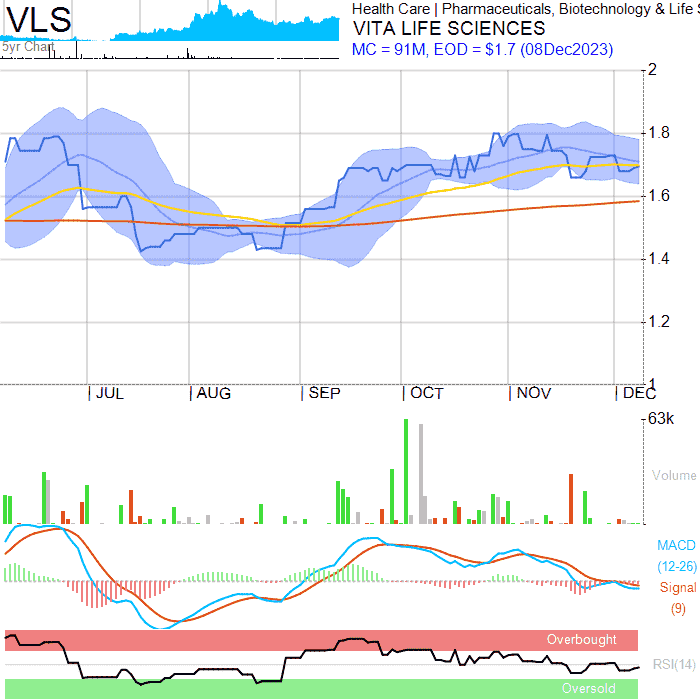 VLS
5yr Chart
Health Care | Pharmaceuticals, Biotechnology & Life S
VITA LIFE SCIENCES
MC = 91M, EOD = $1.7 (08Dec2023)
2
1.8
1.6
1.4
1.2
1
JUL AUG SEP OCT NOV DEC
63k
Volume
MACD
(12-26)
Signal
(9)
Overbought
RSI(14)
Oversold